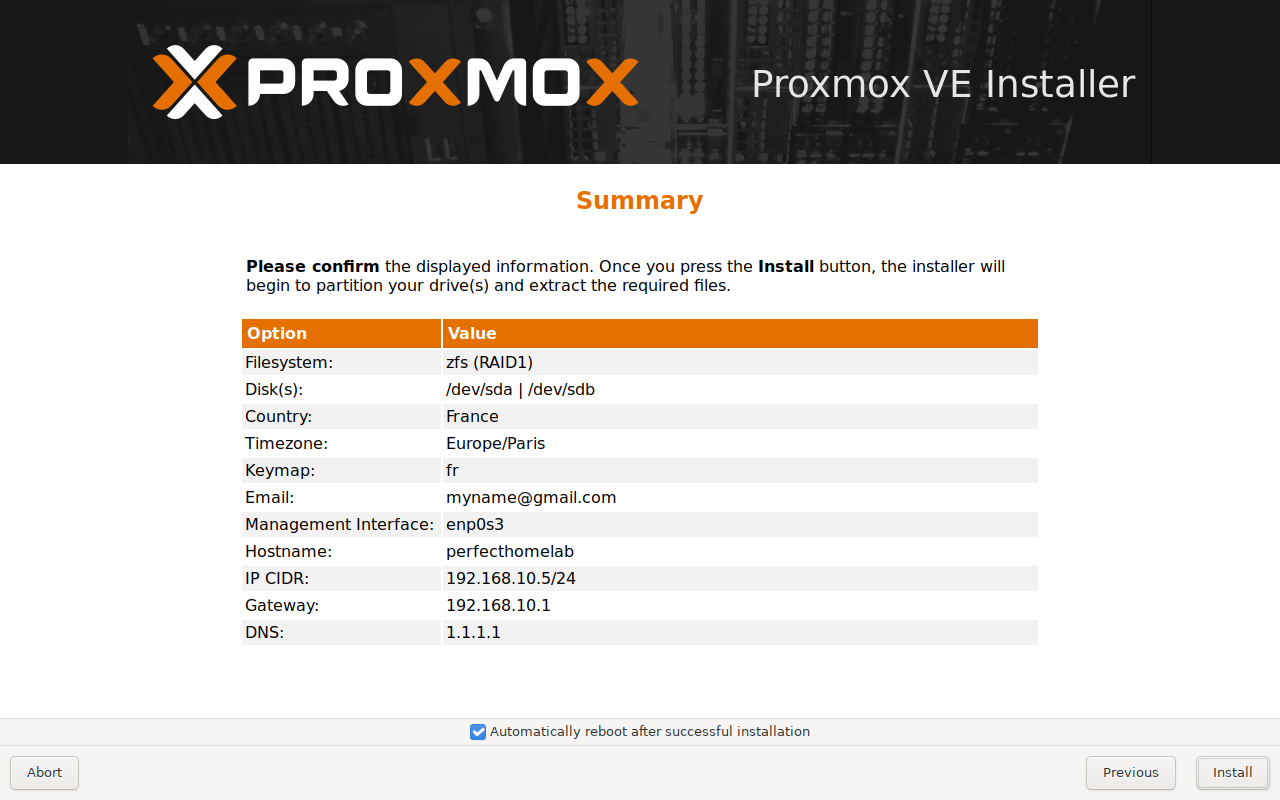 PROXMOX
Proxmox VE Installer
Summary
Please confirm the displayed information. Once you press the Install button, the installer will
begin to partition your drive(s) and extract the required files.
Option Value
Filesystem: zfs (RAID1)
Disk(s): /dev/sda | /dev/sdb
Country: France
Timezone: Europe/Paris
Keymap: fr
Email: myname@gmail.com
Management Interface: enp0s3
Hostname: perfecthomelab
IP CIDR: 192.168.10.5/24
Gateway: 192.168.10.1
DNS: 1.1.1.1
Automatically reboot after successful installation
Abort Previous Install